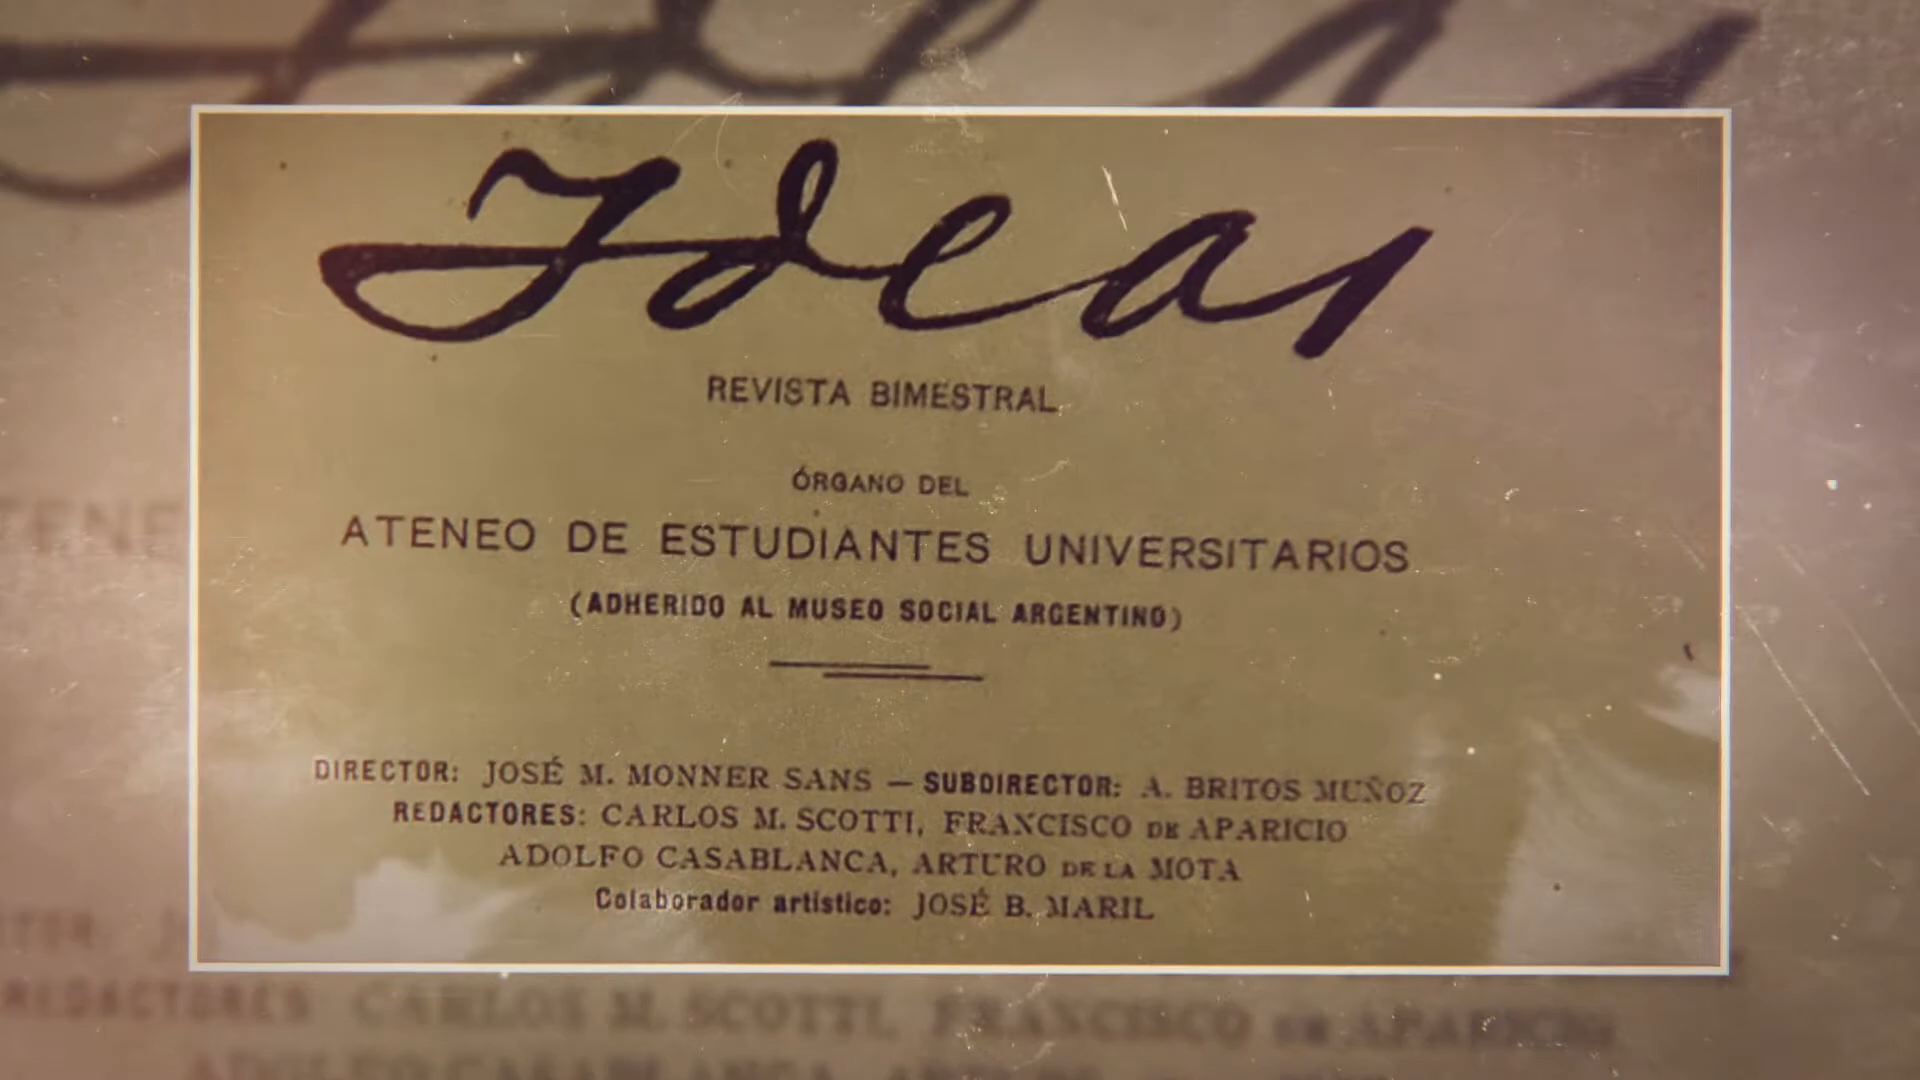 Ideas
REVISTA BIMESTRAL
ÓRGANO DEL
ATENEO DE ESTUDIANTES UNIVERSITARIOS
(ADHERIDO AL MUSEO SOCIAL ARGENTINO)
DIRECTOR: JOSÉ M. MONNER SANS — SUBDIRECTOR: A. BRITOS MUÑOZ
REDACTORES: CARLOS M. SCOTTI, FRANCISCO DE APARICIO
ADOLFO CASABLANCA, ARTURO DE LA MOTA
Colaborador artístico: JOSÉ B. MARIL